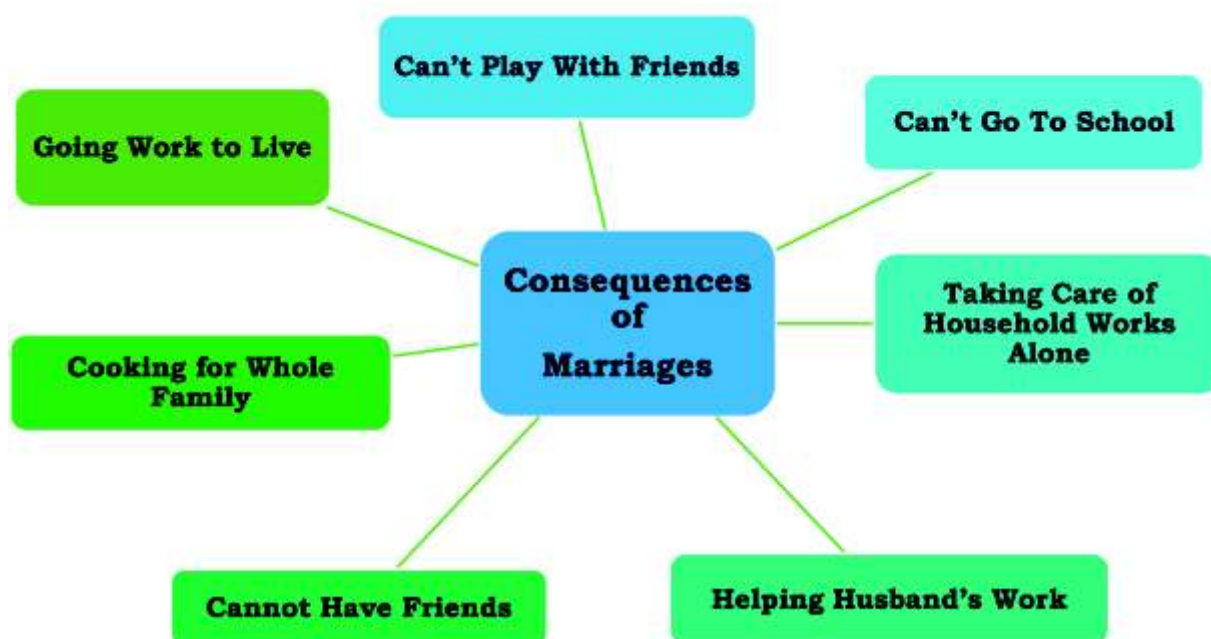 Can't Play With Friends
Can't Go To School
Going Work to Live
Consequences
of
Marriages
Taking Care of
Household Works
Alone
Cooking for Whole
Family
Cannot Have Friends
Helping Husband's Work